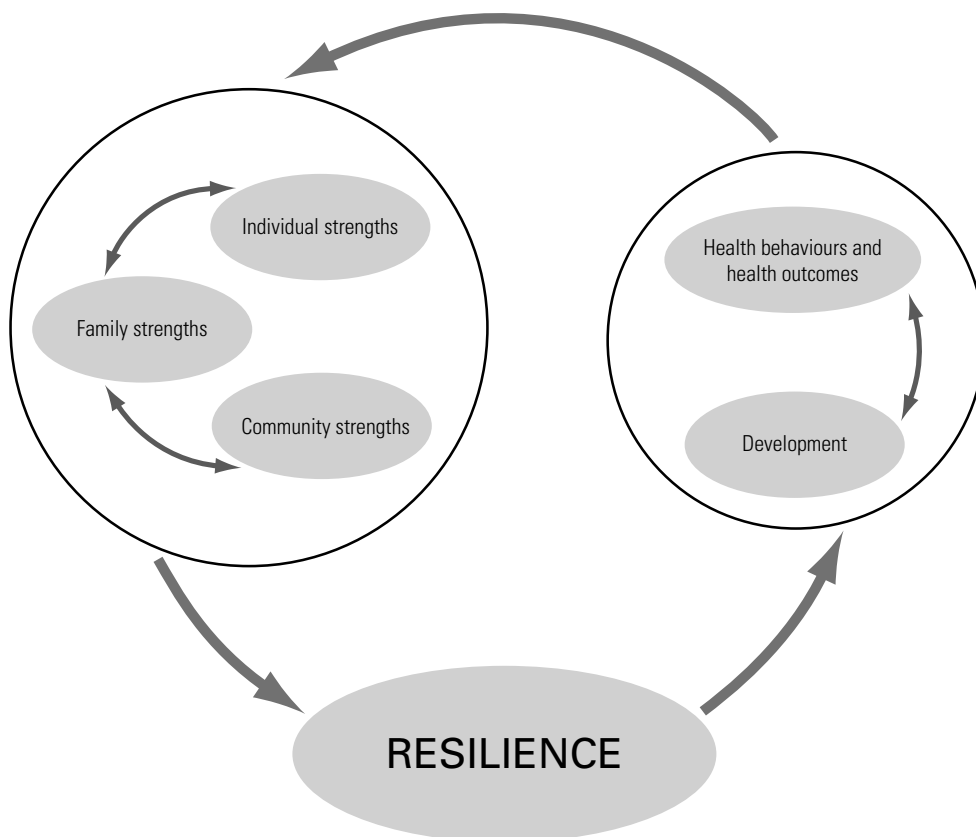 Individual strengths
Family strengths
Community strengths
Health behaviours and
health outcomes
Development
RESILIENCE